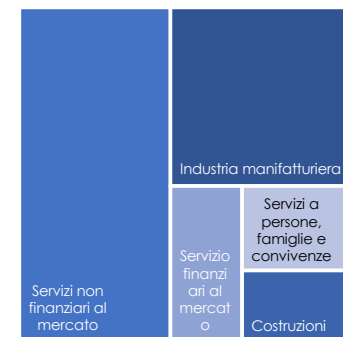 Industria manifatturiera
Servizi non
finanziari al
mercato
Servizio
finanzi
ari al
mercat
o
Servizi a
persone,
famiglie e
convivenze
Costruzioni